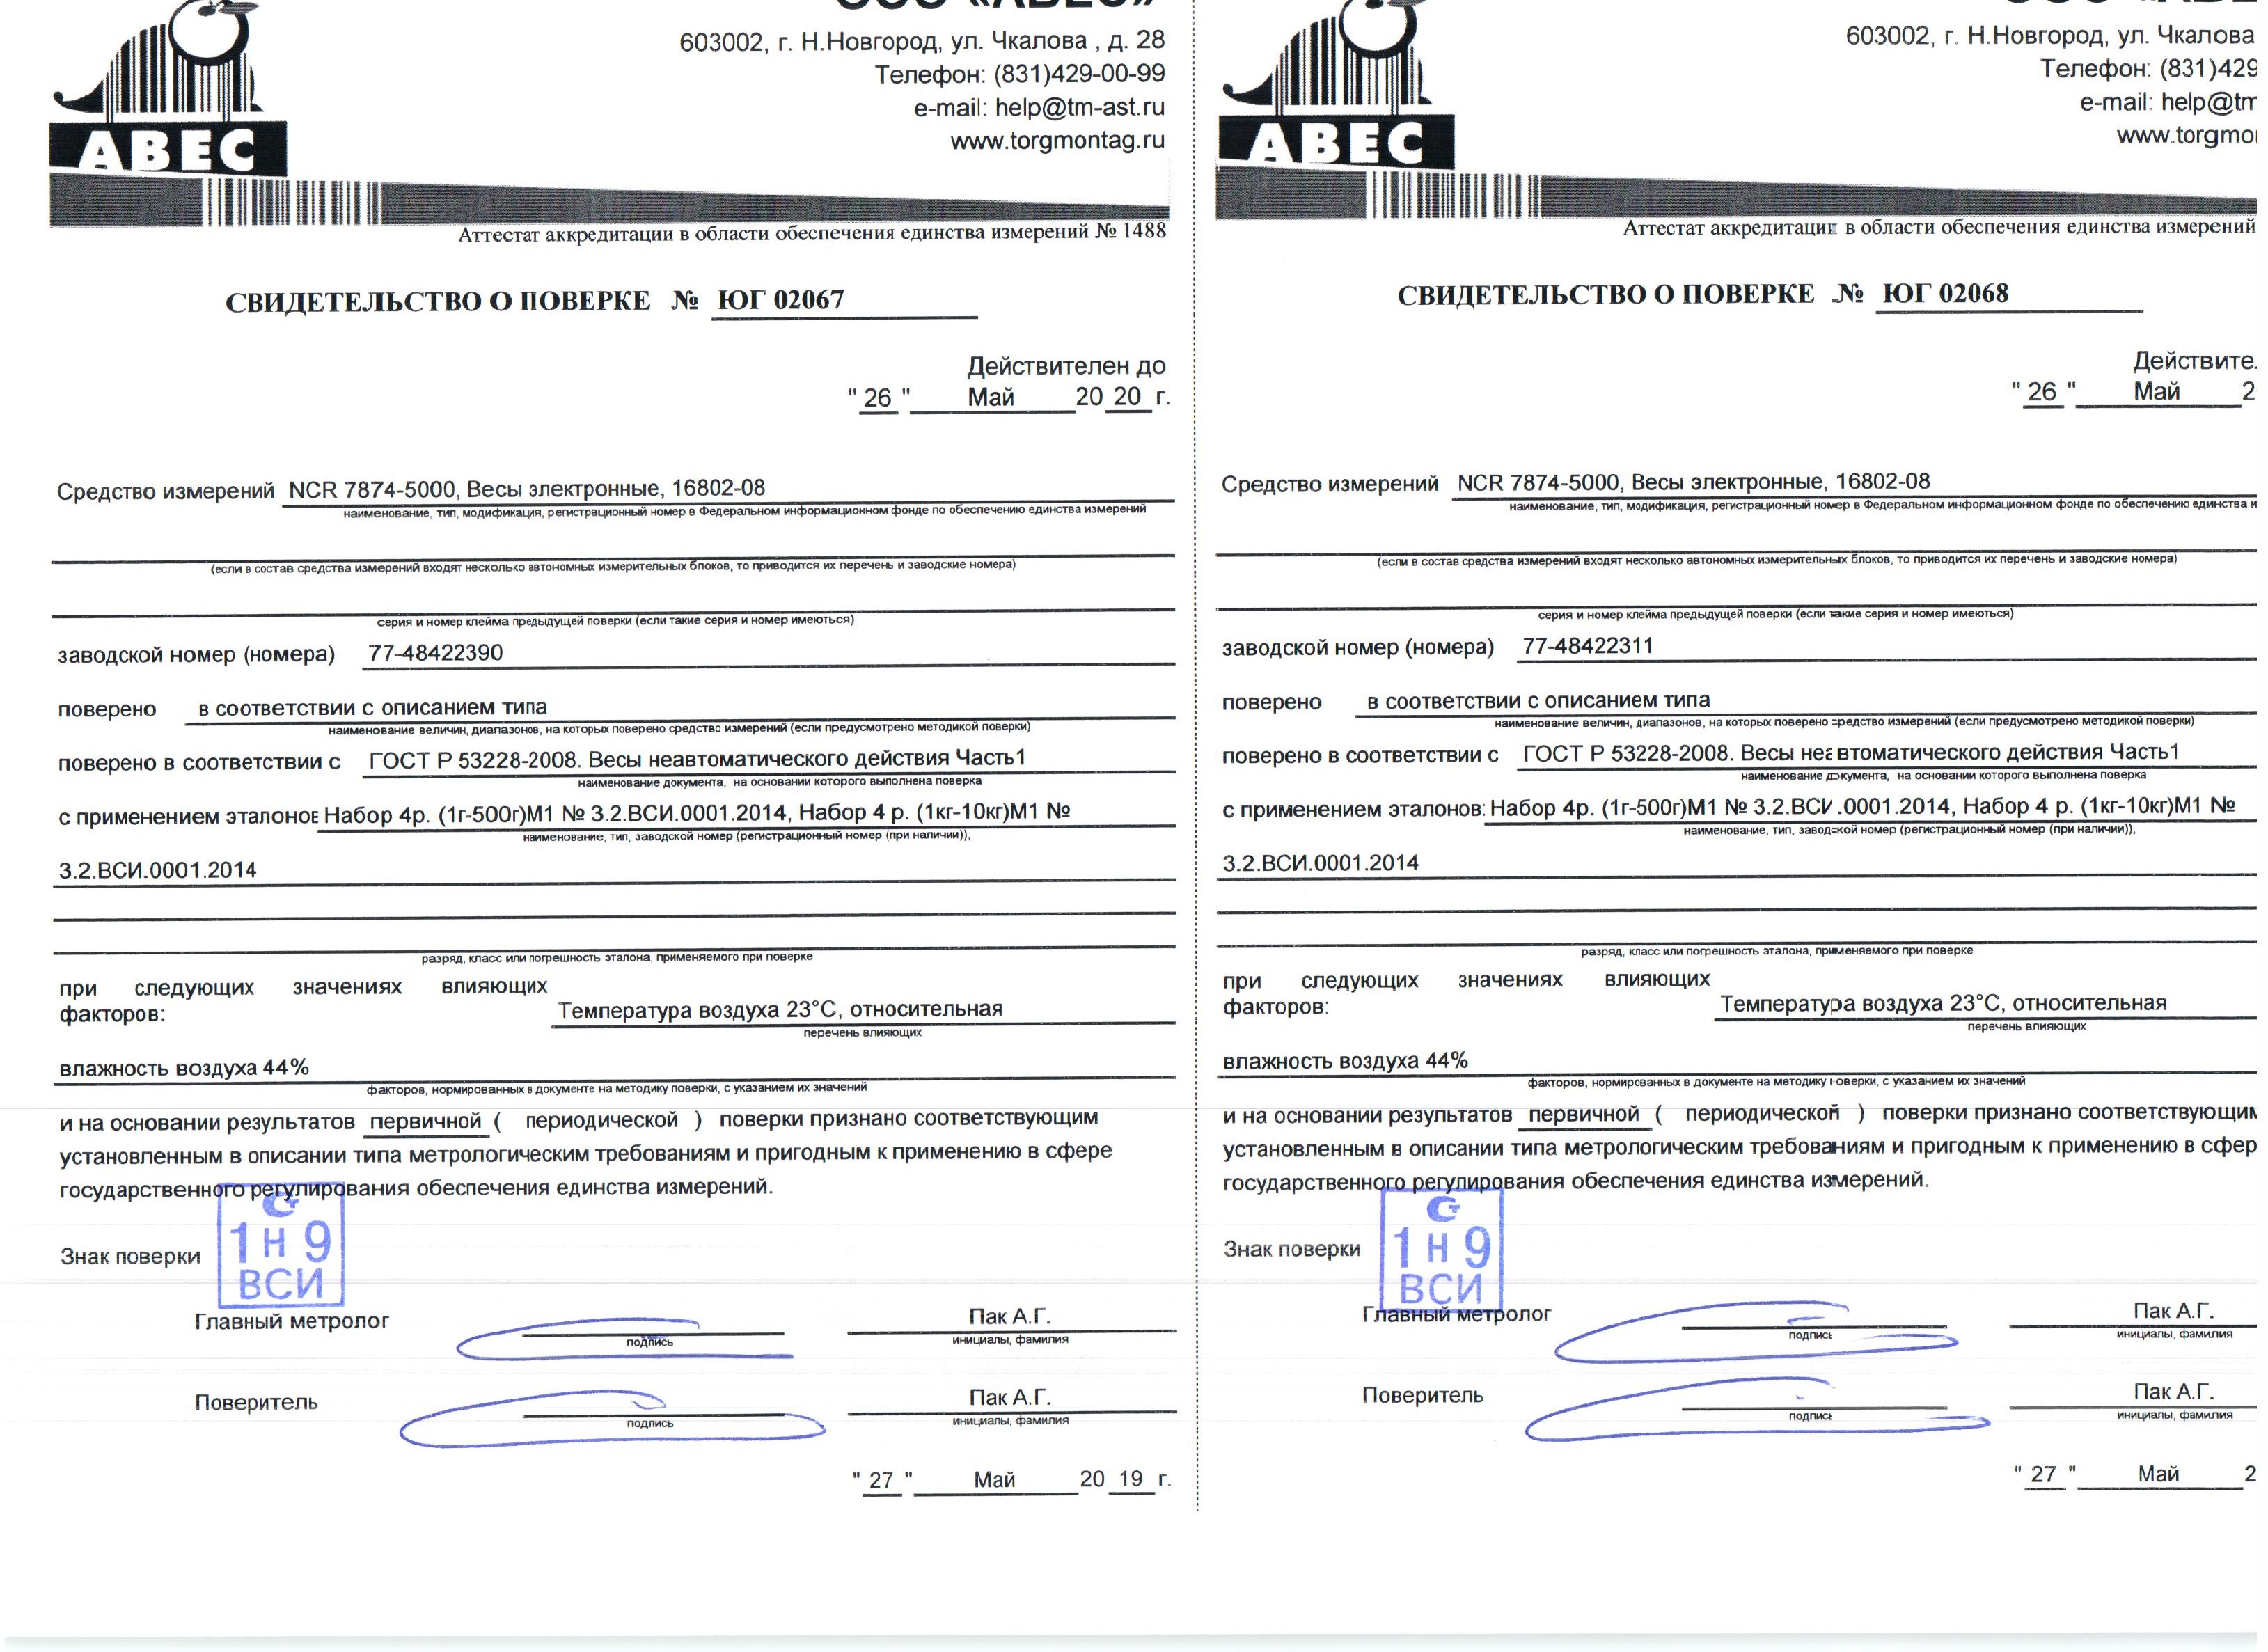 ООО «АВЕС»
603002, г. Н.Новгород, ул. Чкалова , д. 28
Телефон: (831)429-00-99
e-mail: help@tm-ast.ru
www.torgmontag.ru
АВЕС
Аттестат аккредитации в области обеспечения единства измерений № 1488
СВИДЕТЕЛЬСТВО О ПОВЕРКЕ № ЮГ 02067
Действителен до
" 26 " Май 20 20 г.
Средство измерений NCR 7874-5000, Весы электронные, 16802-08
наименование, тип, модификация, регистрационный номер в Федеральном информационном фонде по обеспечению единства измерений
(если в состав средства измерений входят несколько автономных измерительных блоков, то приводится их перечень и заводские номера)
серия и номер клейма предыдущей поверки (если такие серия и номер имеються)
заводской номер (номера) 77-48422390
поверено в соответствии с описанием типа
наименование величин, диапазонов, на которых поверено средство измерений (если предусмотрено методикой поверки)
поверено в соответствии с ГОСТ Р 53228-2008. Весы неавтоматического действия Часть1
наименование документа, на основании которого выполнена поверка
с применением эталонов Набор 4р. (1г-500г)М1 № 3.2.ВСИ.0001.2014, Набор 4 р. (1кг-10кг)М1 №
наименование, тип, заводской номер (регистрационный номер (при наличии)),
3.2.ВСИ.0001.2014
разряд, класс или погрешность эталона, применяемого при поверке
при следующих значениях влияющих
факторов: Температура воздуха 23°С, относительная
перечень влияющих
влажность воздуха 44%
факторов, нормированных в документе на методику поверки, с указанием их значений
и на основании результатов первичной ( периодической ) поверки признано соответствующим
установленным в описании типа метрологическим требованиям и пригодным к применению в сфере
государственного регулирования обеспечения единства измерений.
Знак поверки
1 Н 9
ВСИ
Главный метролог Пак А.Г.
подпись инициалы, фамилия
Поверитель Пак А.Г.
подпись инициалы, фамилия
" 27 " Май 20 19 г.
603002, г. Н.Новгород, ул. Чкалова
Телефон: (831)429
e-mail: help@tm
www.torgmo
АВЕС
Аттестат аккредитации в области обеспечения единства измерений
СВИДЕТЕЛЬСТВО О ПОВЕРКЕ № ЮГ 02068
Действите
" 26 " Май 2
Средство измерений NCR 7874-5000, Весы электронные, 16802-08
наименование, тип, модификация, регистрационный номер в Федеральном информационном фонде по обеспечению единства и
(если в состав средства измерений входят несколько автономных измерительных блоков, то приводится их перечень и заводские номера)
серия и номер клейма предыдущей поверки (если такие серия и номер имеються)
заводской номер (номера) 77-48422311
поверено в соответствии с описанием типа
наименование величин, диапазонов, на которых поверено средство измерений (если предусмотрено методикой поверки)
поверено в соответствии с ГОСТ Р 53228-2008. Весы неавтоматического действия Часть1
наименование документа, на основании которого выполнена поверка
с применением эталонов: Набор 4р. (1г-500г)М1 № 3.2.ВСИ.0001.2014, Набор 4 р. (1кг-10кг)М1 №
наименование, тип, заводской номер (регистрационный номер (при наличии)),
3.2.ВСИ.0001.2014
разряд, класс или погрешность эталона, применяемого при поверке
при следующих значениях влияющих
факторов: Температура воздуха 23°С, относительная
перечень влияющих
влажность воздуха 44%
факторов, нормированных в документе на методику поверки, с указанием их значений
и на основании результатов первичной ( периодической ) поверки признано соответствующим
установленным в описании типа метрологическим требованиям и пригодным к применению в сфер
государственного регулирования обеспечения единства измерений.
Знак поверки
1 Н 9
ВСИ
Главный метролог Пак А.Г.
подпись инициалы, фамилия
Поверитель Пак А.Г.
подпись инициалы, фамилия
" 27 " Май 2